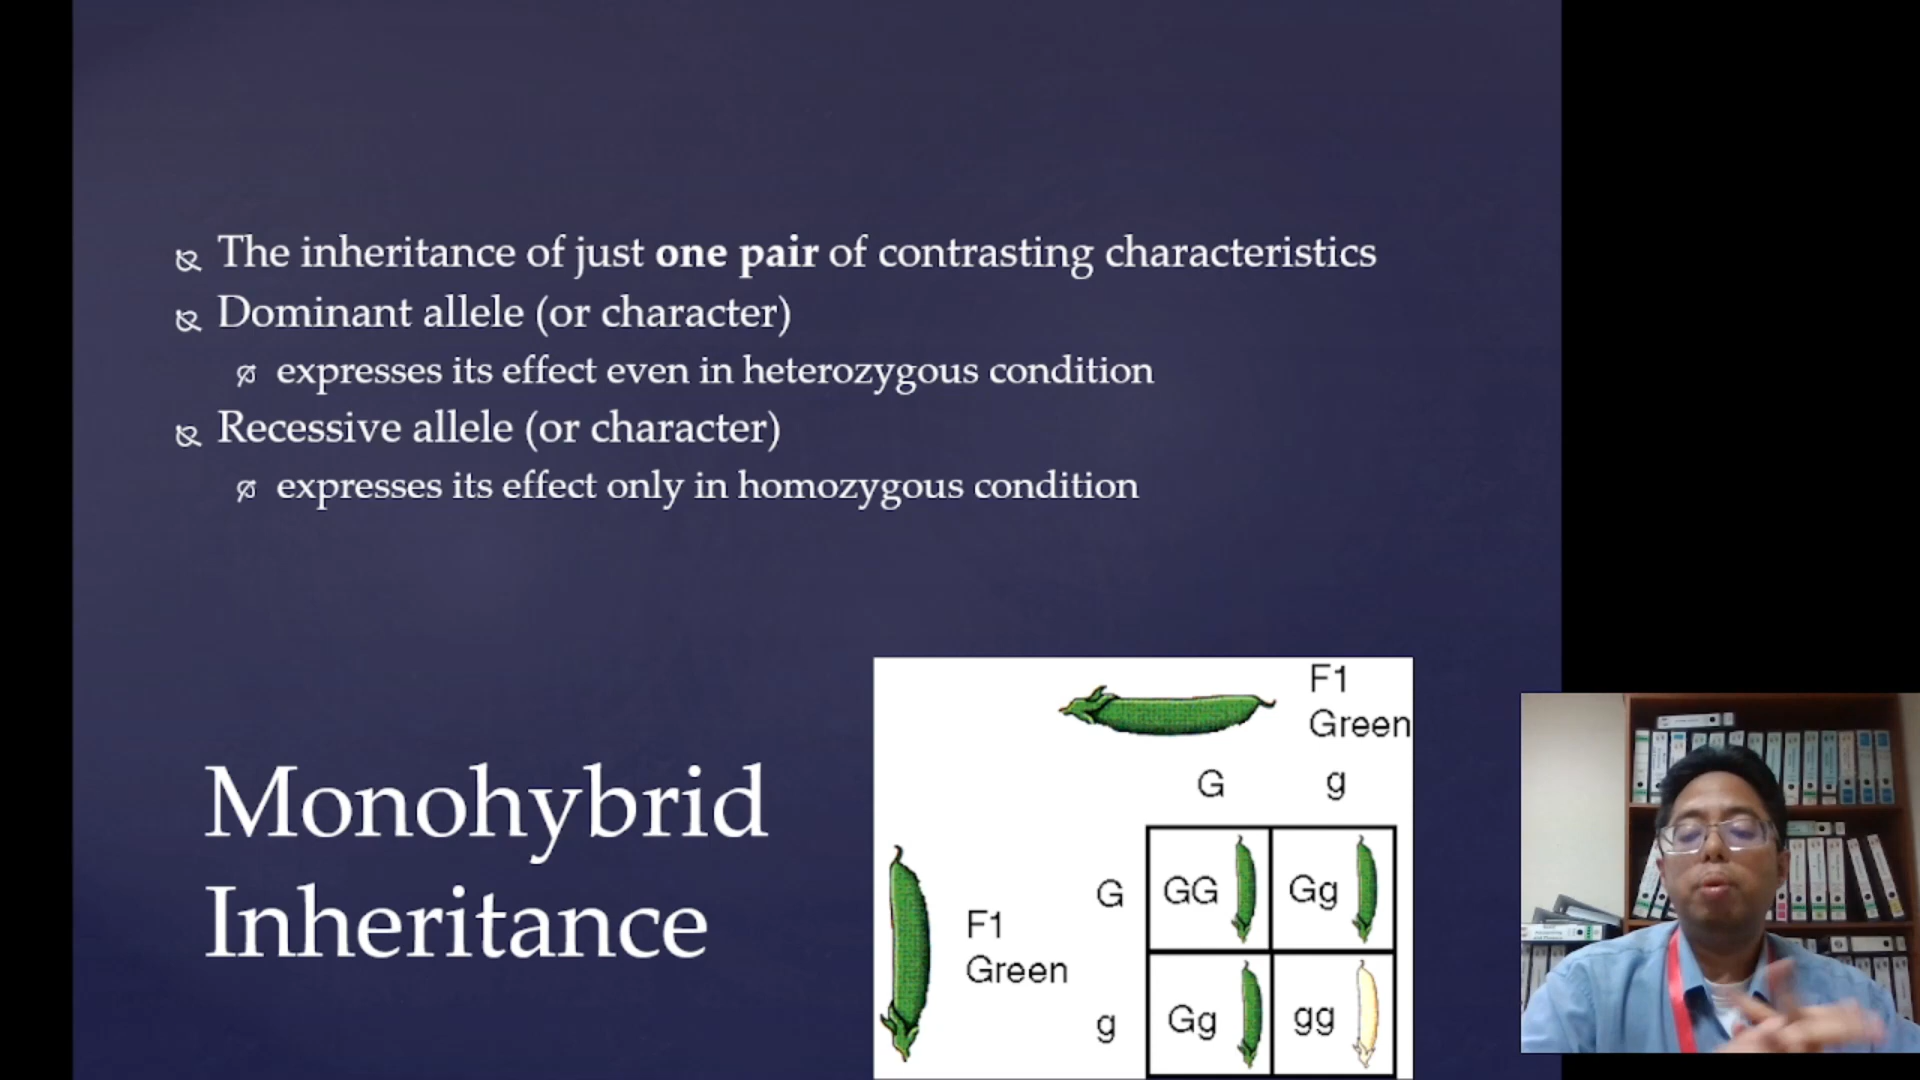 The inheritance of just one pair of contrasting characteristics
Dominant allele (or character)
expresses its effect even in heterozygous condition
Recessive allele (or character)
expresses its effect only in homozygous condition
Monohybrid
Inheritance
F1
Green
G g
F1
Green
G GG Gg
g Gg gg